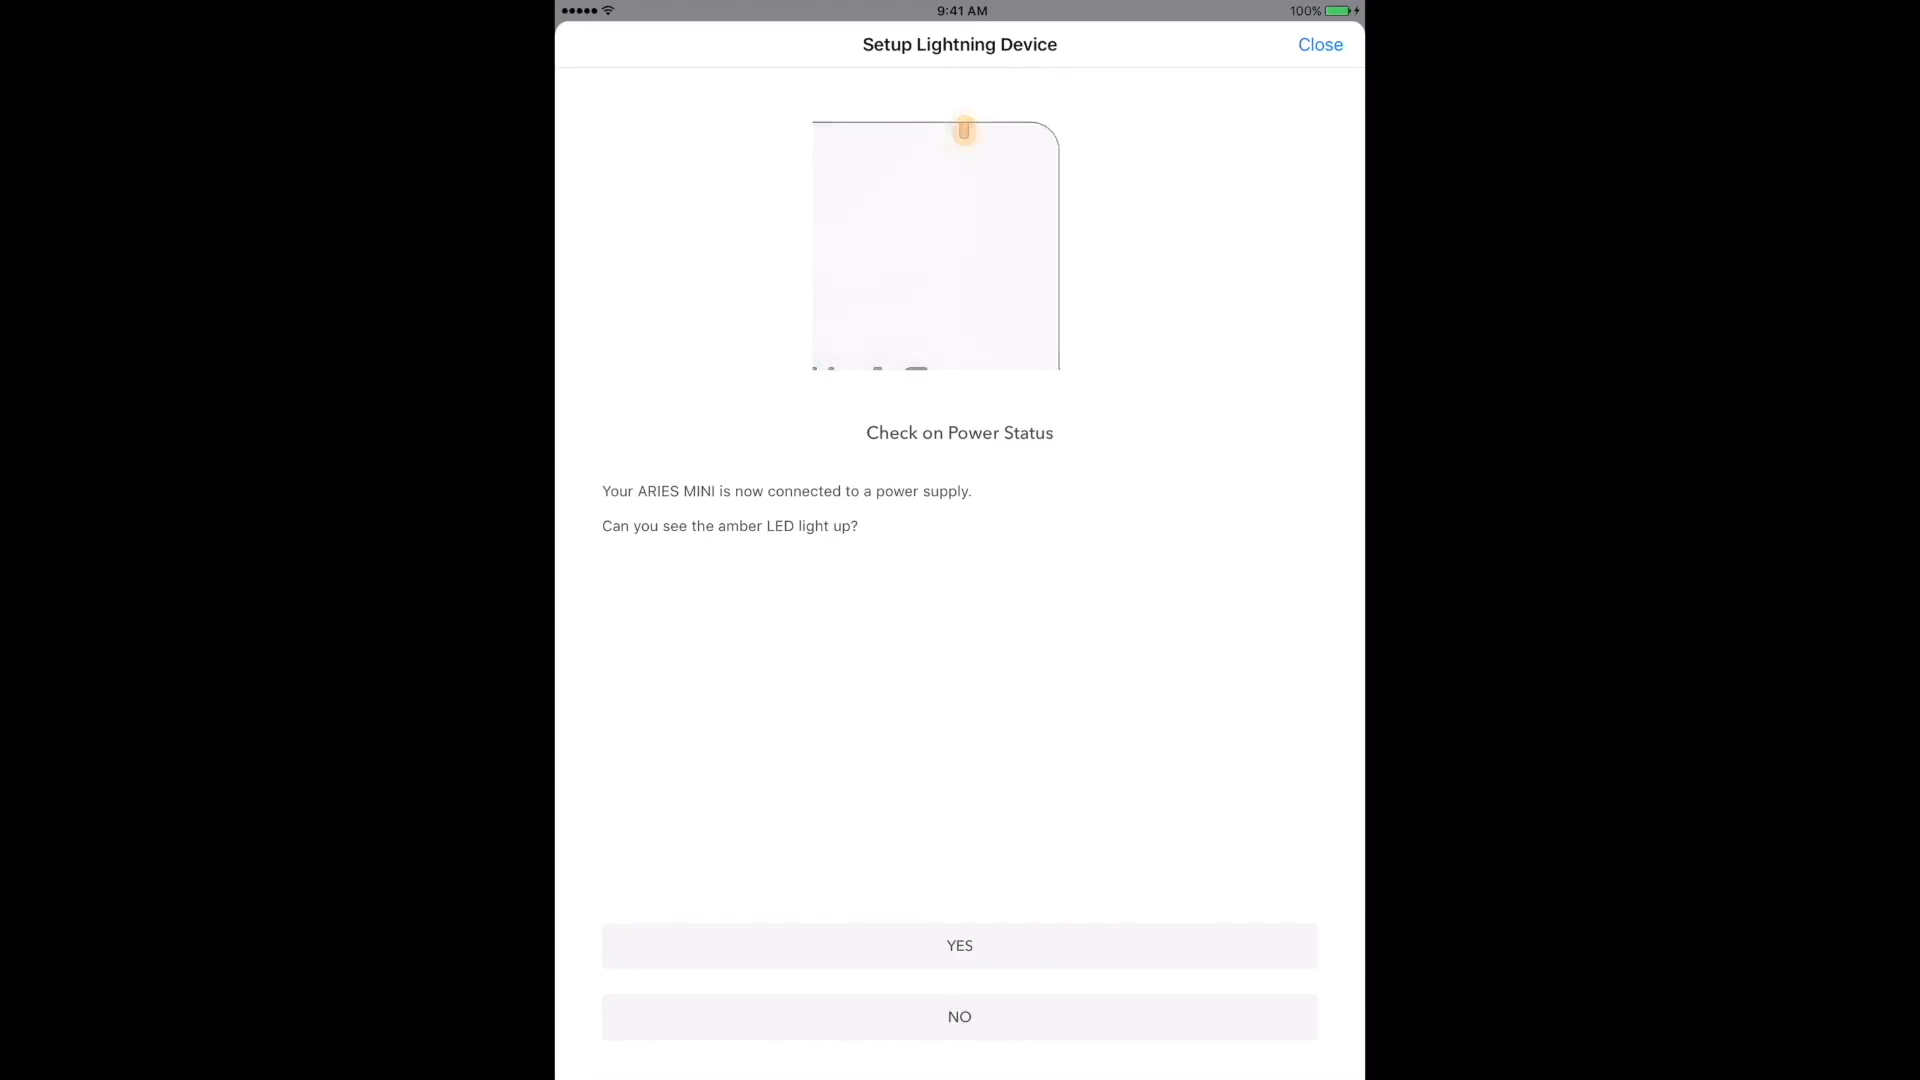 9:41 AM
100%
Setup Lightning Device
Close
Check on Power Status
Your ARIES MINI is now connected to a power supply.
Can you see the amber LED light up?
YES
NO